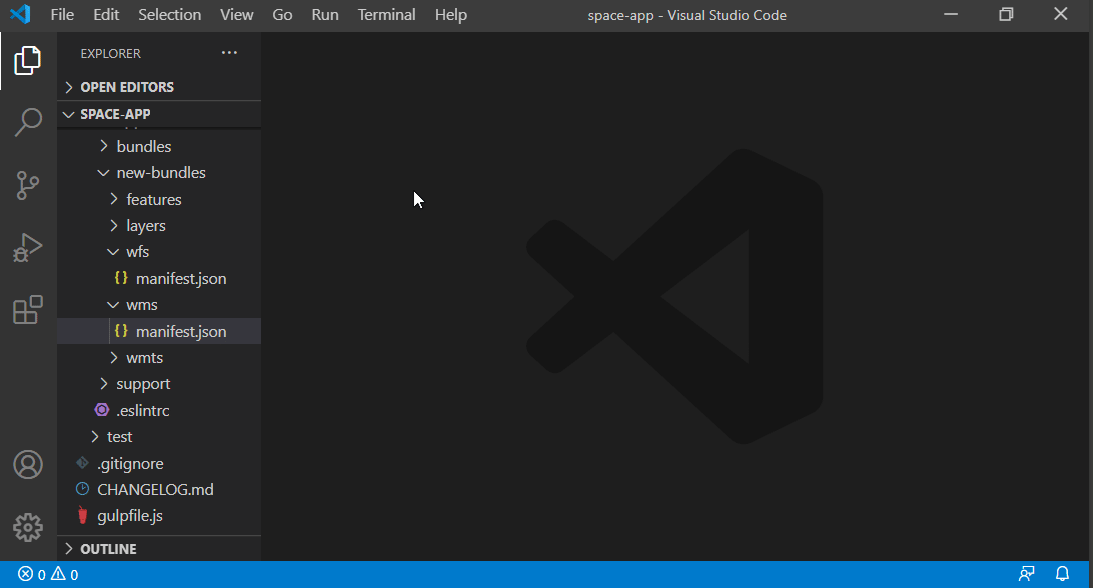 File Edit Selection View Go Run Terminal Help space-app - Visual Studio Code
EXPLORER
OPEN EDITORS
SPACE-APP
bundles
new-bundles
features
layers
wfs
{} manifest.json
wms
{} manifest.json
wmts
support
.eslintrc
test
.gitignore
CHANGELOG.md
gulpfile.js
OUTLINE
0 0